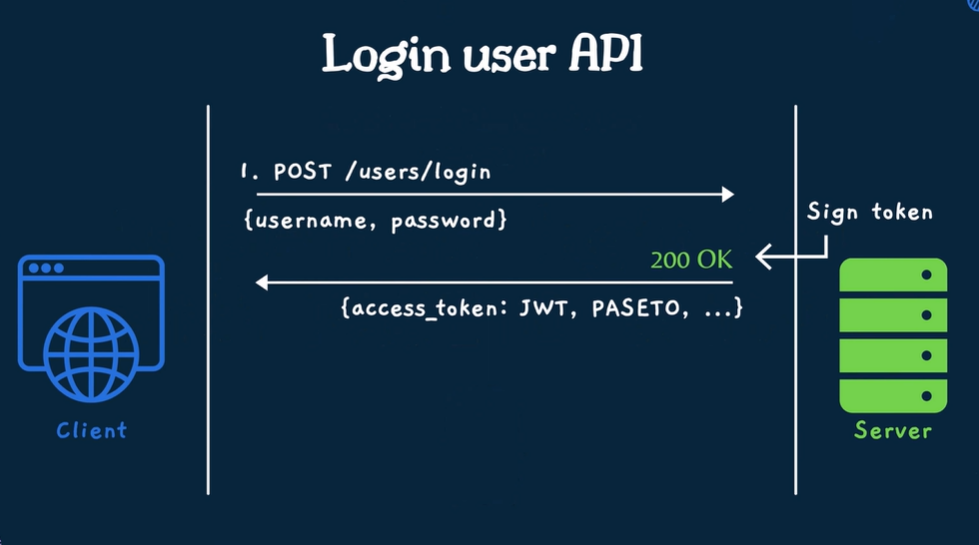 Login user API
1. POST /users/login
{username, password}
Sign token
200 OK
{access_token: JWT, PASETO, ...}
Client
Server